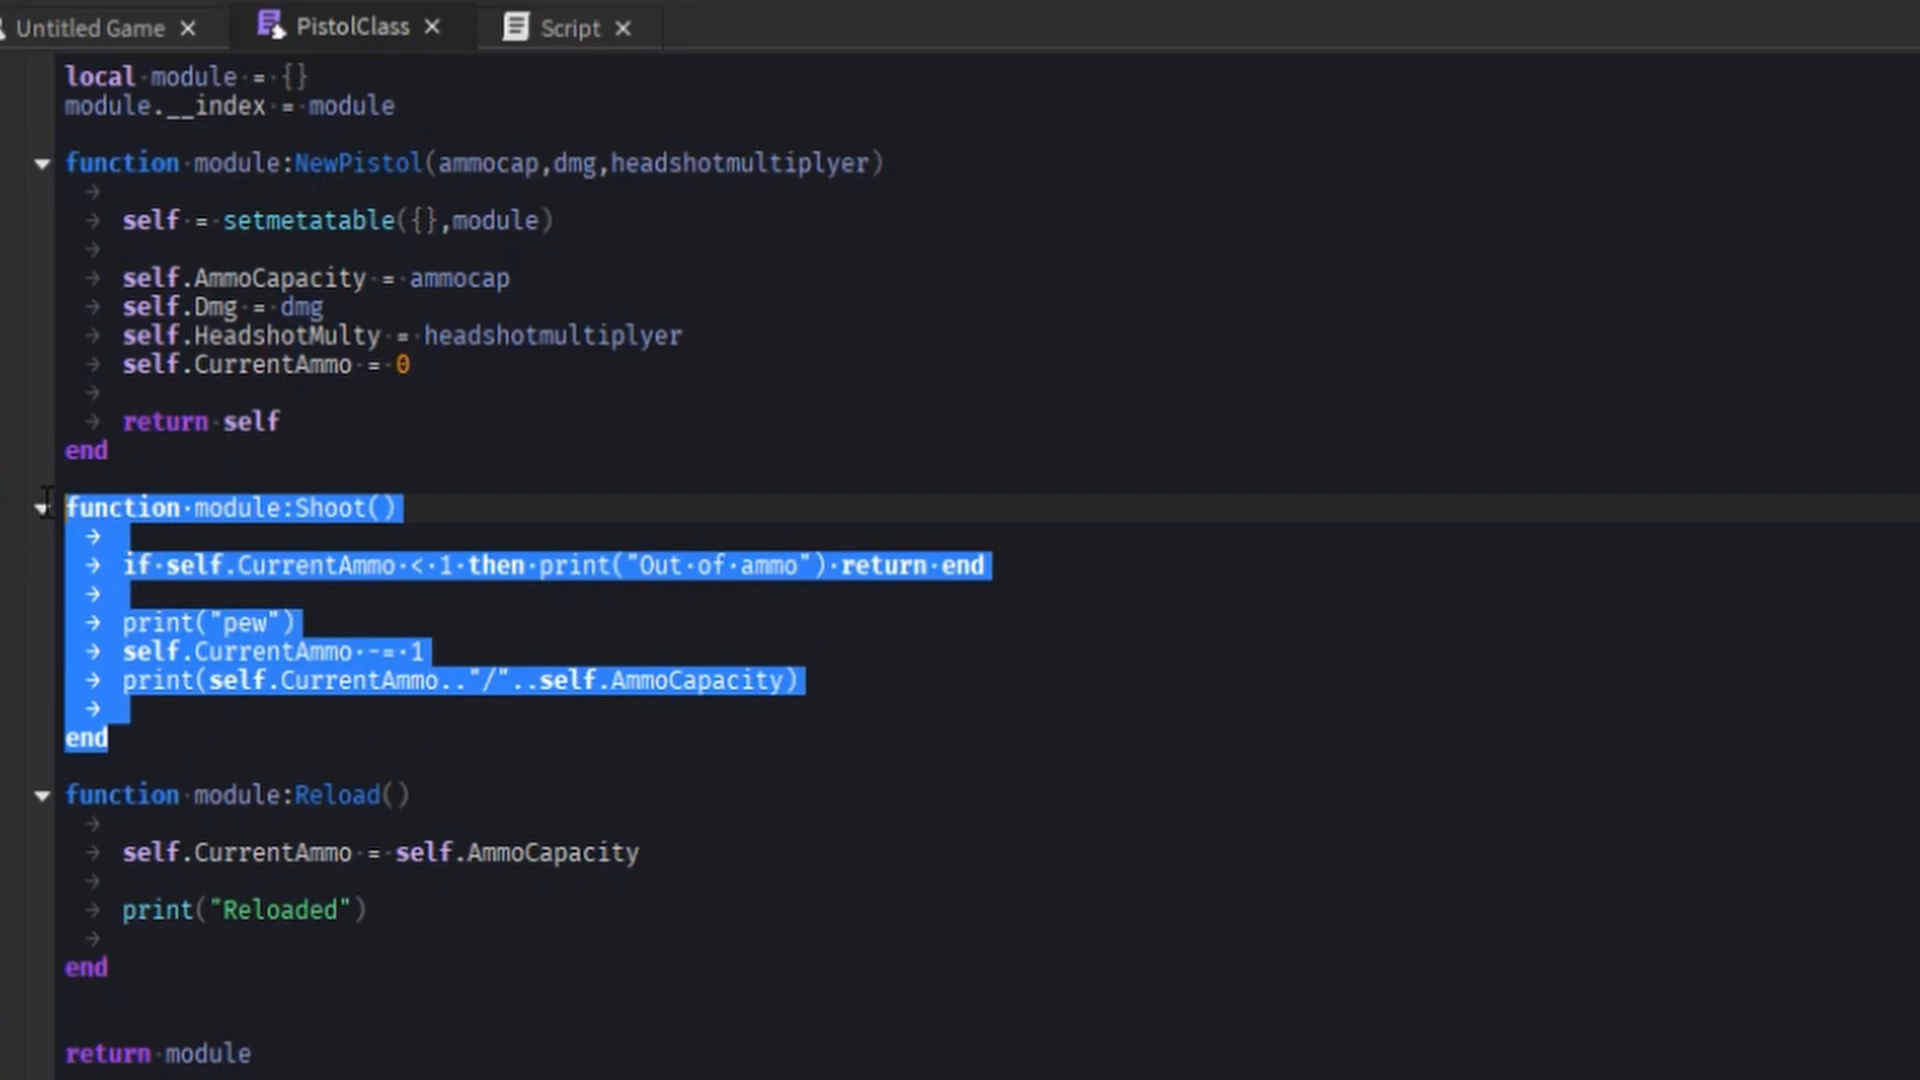 Untitled Game PistolClass Script
local module = {}
module.__index = module
function module:NewPistol(ammocap,dmg,headshotmultiplyer)
self = setmetatable({},module)
self.AmmoCapacity = ammocap
self.Dmg = dmg
self.HeadshotMulty = headshotmultiplyer
self.CurrentAmmo = 0
return self
end
function module:Shoot()
if self.CurrentAmmo < 1 then print("Out of ammo") return end
print("pew")
self.CurrentAmmo -= 1
print(self.CurrentAmmo.."/"..self.AmmoCapacity)
end
function module:Reload()
self.CurrentAmmo = self.AmmoCapacity
print("Reloaded")
end
return module